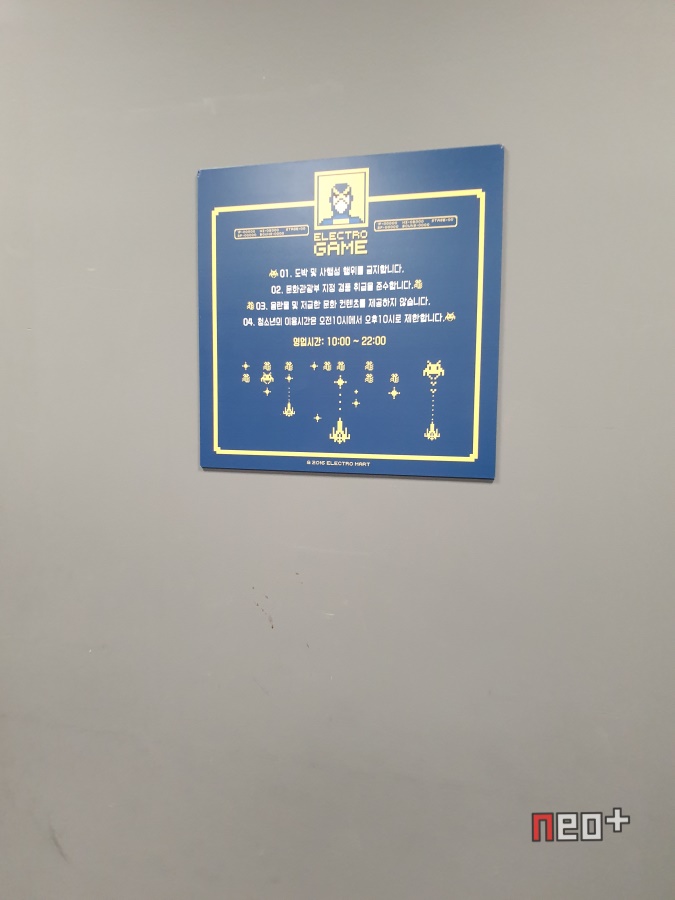 ELECTRO
GAME
01. 도박 및 사행성 행위를 금지합니다.
02. 문화관광부 지정 겜물 취급을 준수합니다.
03. 음란물 및 저급한 문화 컨텐츠를 제공하지 않습니다.
04. 청소년의 이용시간은 오전10시에서 오후10시로 제한합니다.
영업시간: 10:00 ~ 22:00
© 2016 ELECTRO MART
neo+